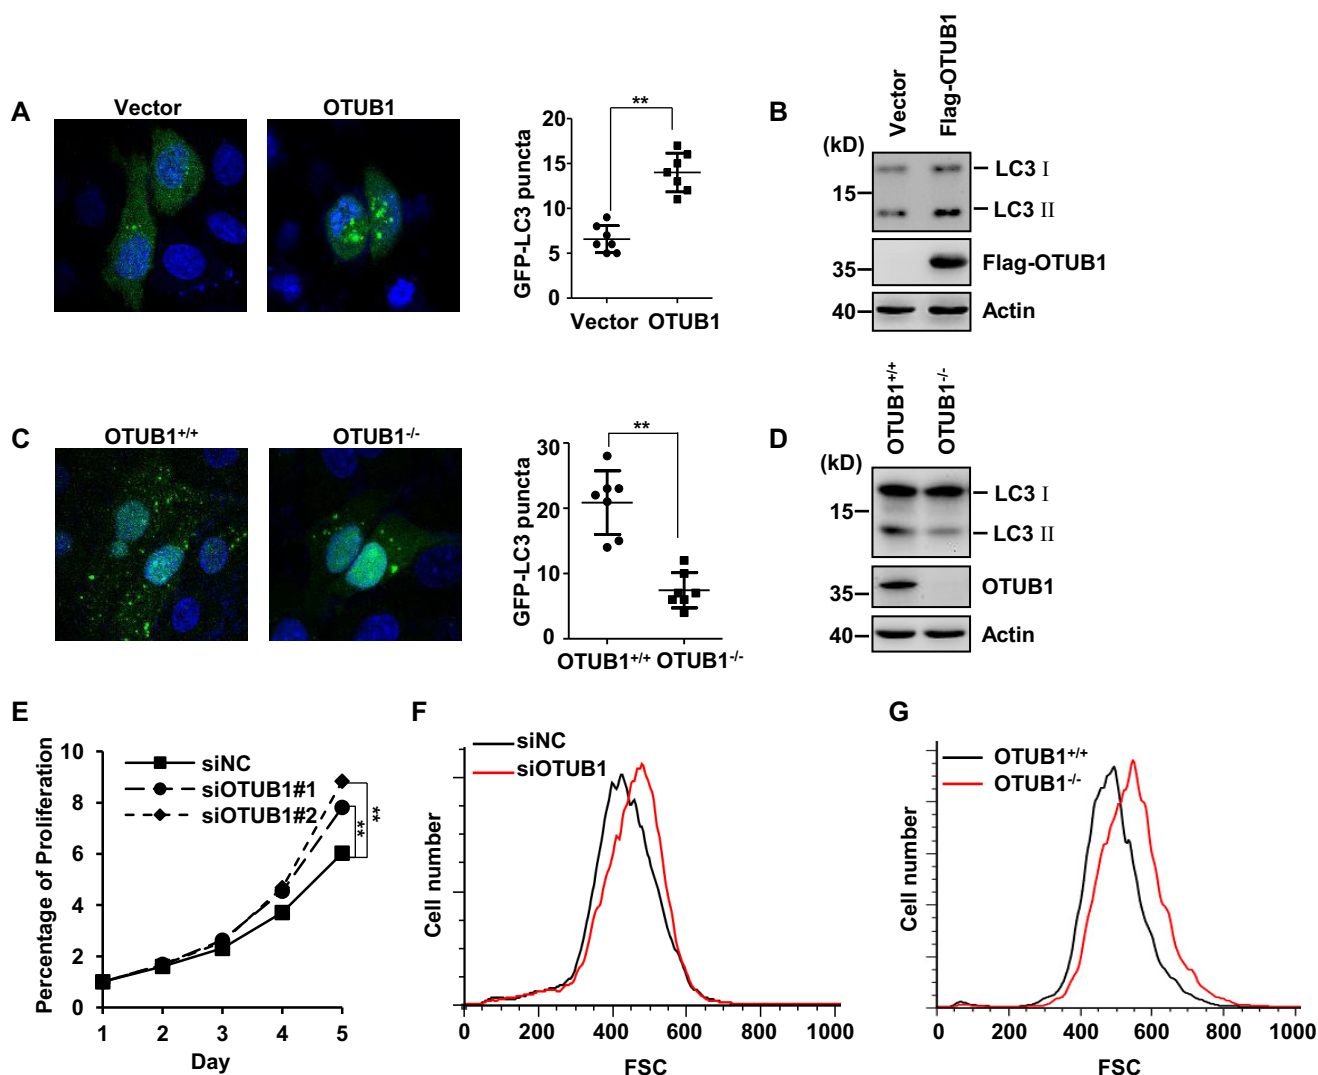 A
Vector
OTUB1
GFP-LC3 puncta
20
15
10
5
0
**
Vector OTUB1
B
(kD)
Vector
Flag-OTUB1
15
LC3 I
LC3 II
35
Flag-OTUB1
40
Actin
C
OTUB1+/+
OTUB1-/-
GFP-LC3 puncta
30
20
10
0
**
OTUB1+/+ OTUB1-/-
D
(kD)
OTUB1+/+
OTUB1-/-
15
LC3 I
LC3 II
35
OTUB1
40
Actin
E
Percentage of Proliferation
10
8
6
4
2
0
siNC
siOTUB1#1
siOTUB1#2
**
**
1 2 3 4 5
Day
F
siNC
siOTUB1
Cell number
0 200 400 600 800 1000
FSC
G
OTUB1+/+
OTUB1-/-
Cell number
0 200 400 600 800 1000
FSC